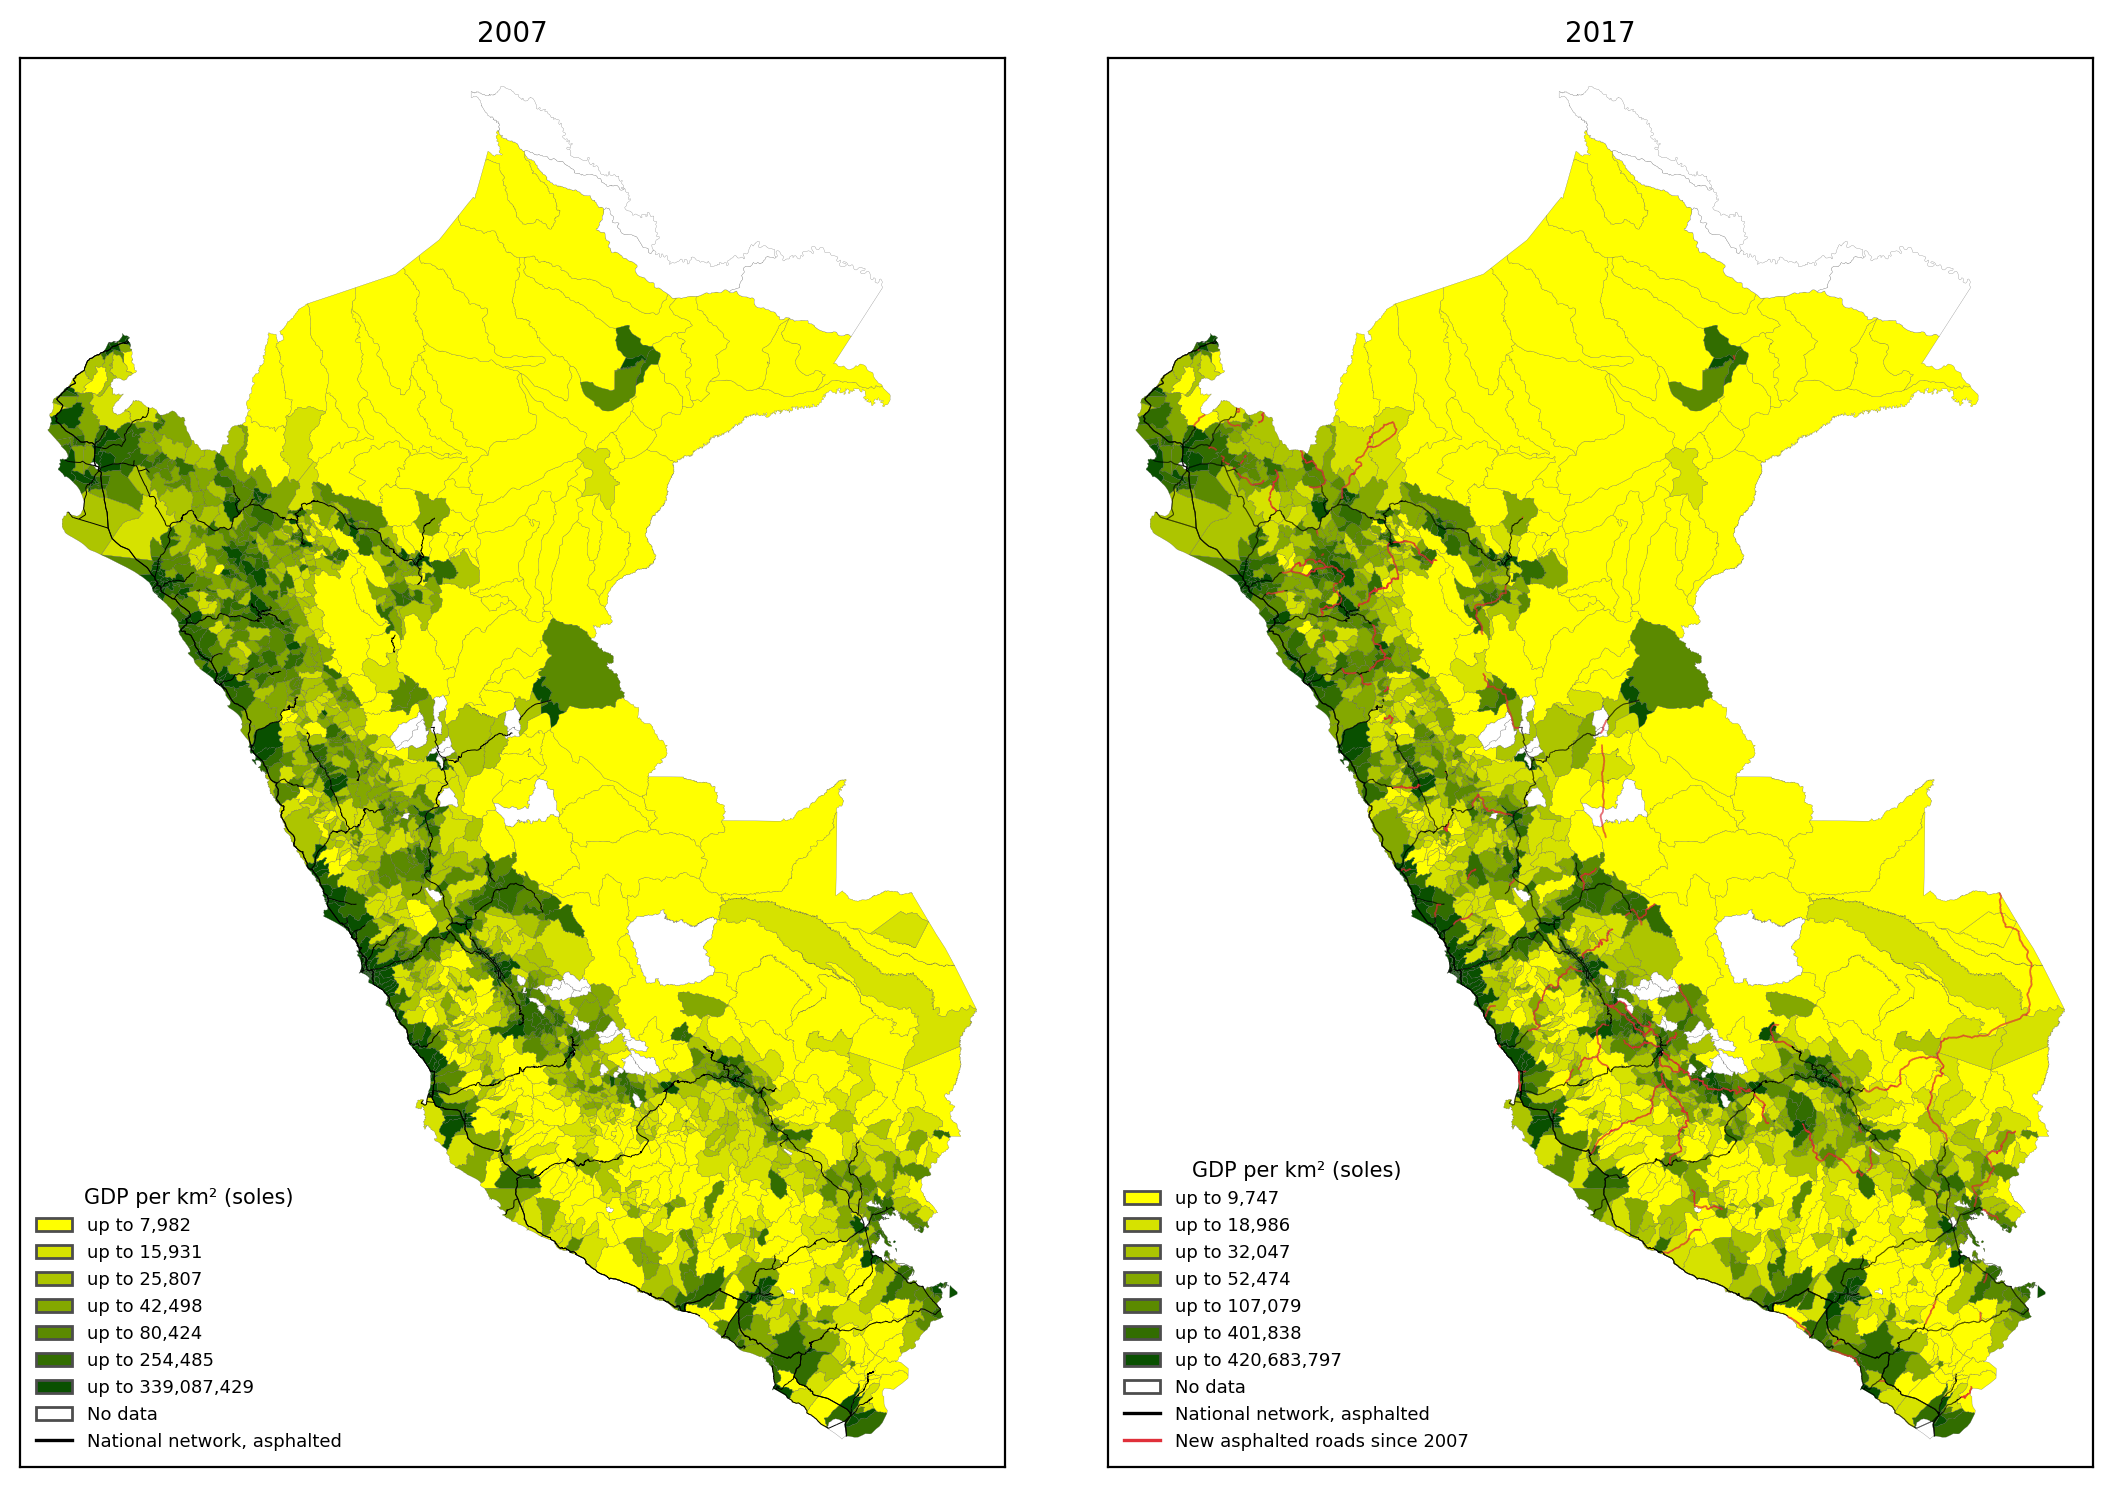 2007
GDP per km² (soles)
up to 7,982
up to 15,931
up to 25,807
up to 42,498
up to 80,424
up to 254,485
up to 339,087,429
No data
National network, asphalted
2017
GDP per km² (soles)
up to 9,747
up to 18,986
up to 32,047
up to 52,474
up to 107,079
up to 401,838
up to 420,683,797
No data
National network, asphalted
New asphalted roads since 2007